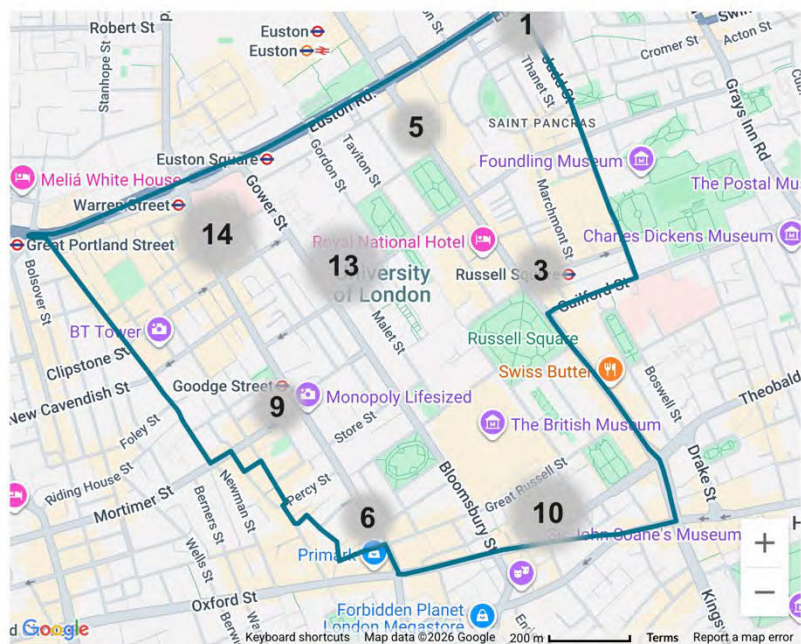 Robert St
Euston
Euston
Stanhope St
1
Swin
Acton St
Cromer St
Judd St
Thanet St
Grays Inn Rd
5
Euston Rd.
SAINT PANCRAS
Taviton St
Gordon St
Euston Square
Foundling Museum
Meliá White House
Warren Street
Gower St
Marchmont St
The Postal Mus
14
Royal National Hotel
Charles Dickens Museum
Great Portland Street
13
University
of London
Russell Square
3
Guilford St
Bolsover St
BT Tower
Malet St
Russell Square
Clipstone St
Swiss Butter
Boswell St
Theobald
New Cavendish St
Goodge Street
Monopoly Lifesized
9
The British Museum
Foley St
Store St
Drake St
Riding House St
Mortimer St
Percy St
Newman St
Berners St
Bloomsbury St
Great Russell St
6
10
Wells St
Primark
Sir John Soane's Museum
H
Oxford St
Forbidden Planet
London Megastore
Kings
+
−
Google
Keyboard shortcuts
Map data ©2026 Google
200 m
Terms
Report a map error